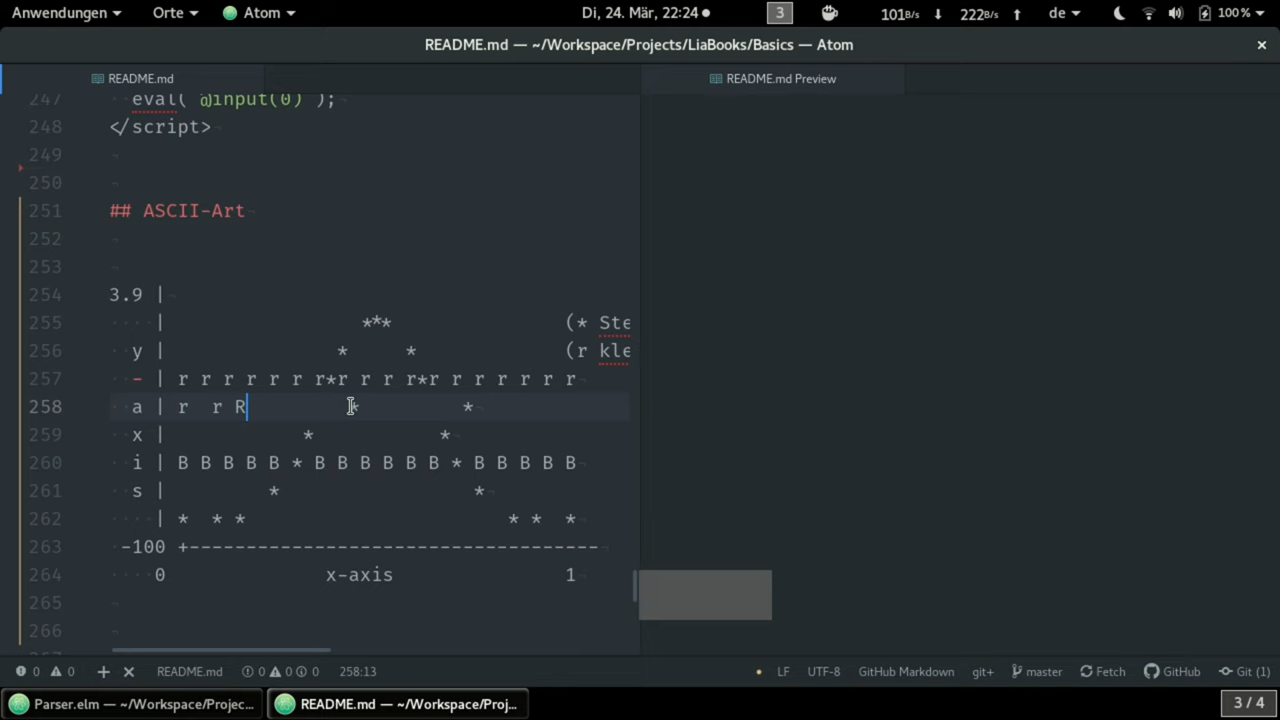 Anwendungen Orte Atom Di, 24. Mär, 22:24 3 101B/s 222B/s de 100%
README.md — ~/Workspace/Projects/LiaBooks/Basics — Atom ×
README.md README.md Preview
247 eval(`@input(0)`);
248 </script>
249
250
251 ## ASCII-Art
252
253
254 3.9 |
255 | *** (* Ste
256 y | * * (r kle
257 - | r r r r r r r*r r r r*r r r r r r r
258 a | r  r R * *
259 x | * *
260 i | B B B B B * B B B B B B * B B B B B
261 s | * *
262 | *  * * * *  *
263 -100 +-------------------------------------
264 0 x-axis 1
265
266
0 0 + × README.md 0 0 0 258:13 LF UTF-8 GitHub Markdown git+ master Fetch GitHub Git (1)
Parser.elm — ~/Workspace/Projec... README.md — ~/Workspace/Proj... 3 / 4